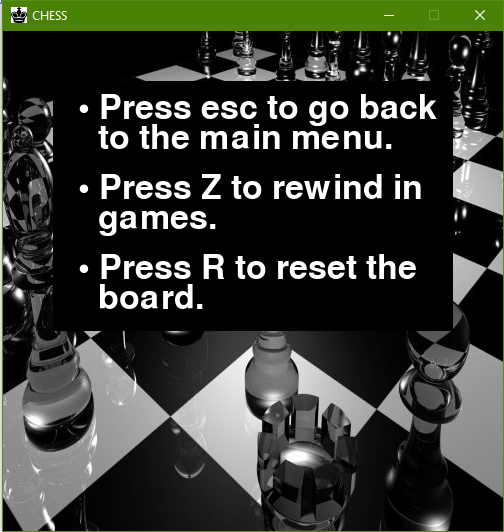 CHESS
• Press esc to go back
to the main menu.
• Press Z to rewind in
games.
• Press R to reset the
board.